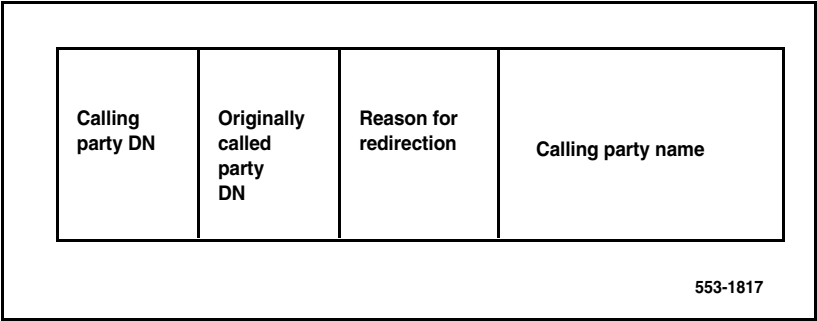 Calling
party DN
Originally
called
party
DN
Reason for
redirection
Calling party name
553-1817